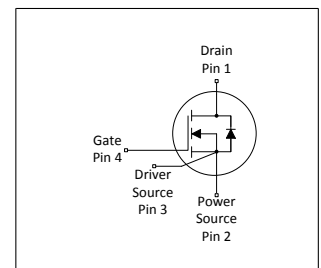 Drain
Pin 1
Gate
Pin 4
Driver
Source
Pin 3
Power
Source
Pin 2